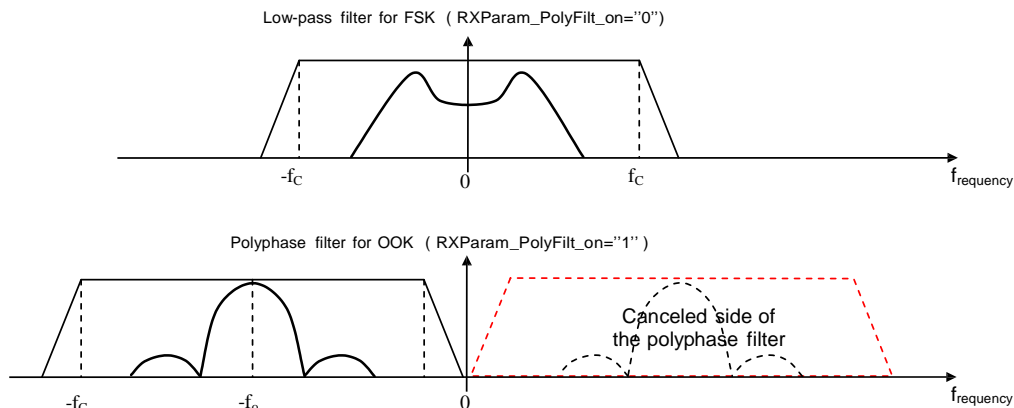 Low-pass filter for FSK ( RXParam_PolyFilt_on=''0'')
-fC
0
fC
frequency
Polyphase filter for OOK ( RXParam_PolyFilt_on=''1'')
Canceled side of
the polyphase filter
-fC
-fo
0
frequency